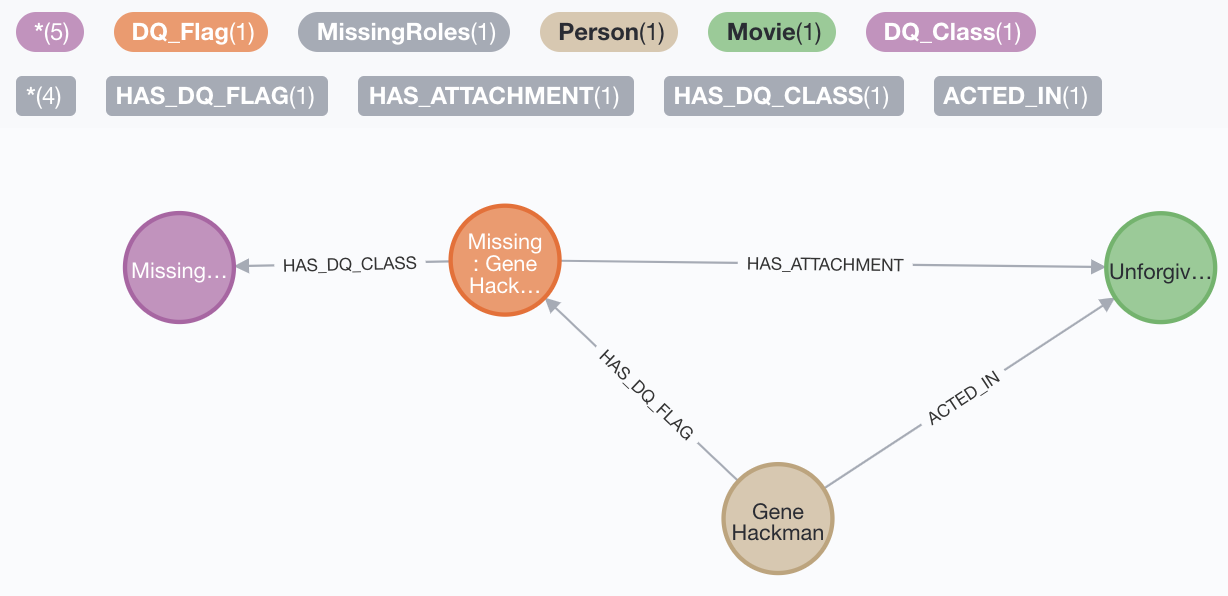 *(5) DQ_Flag(1) MissingRoles(1) Person(1) Movie(1) DQ_Class(1)
*(4) HAS_DQ_FLAG(1) HAS_ATTACHMENT(1) HAS_DQ_CLASS(1) ACTED_IN(1)
Missing…
HAS_DQ_CLASS
Missing
: Gene
Hack…
HAS_ATTACHMENT
Unforgiv…
HAS_DQ_FLAG
ACTED_IN
Gene
Hackman